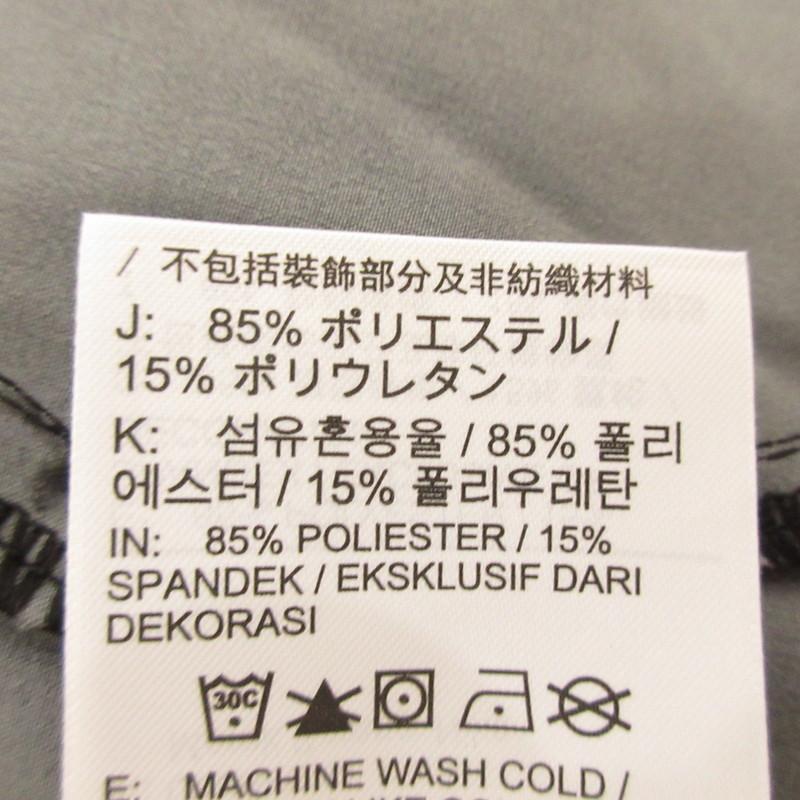 / 不包括裝飾部分及非紡織材料
J: 85% ポリエステル /
15% ポリウレタン
K: 섬유혼용율 / 85% 폴리
에스터 / 15% 폴리우레탄
IN: 85% POLIESTER / 15%
SPANDEK / EKSKLUSIF DARI
DEKORASI
30C
E: MACHINE WASH COLD /